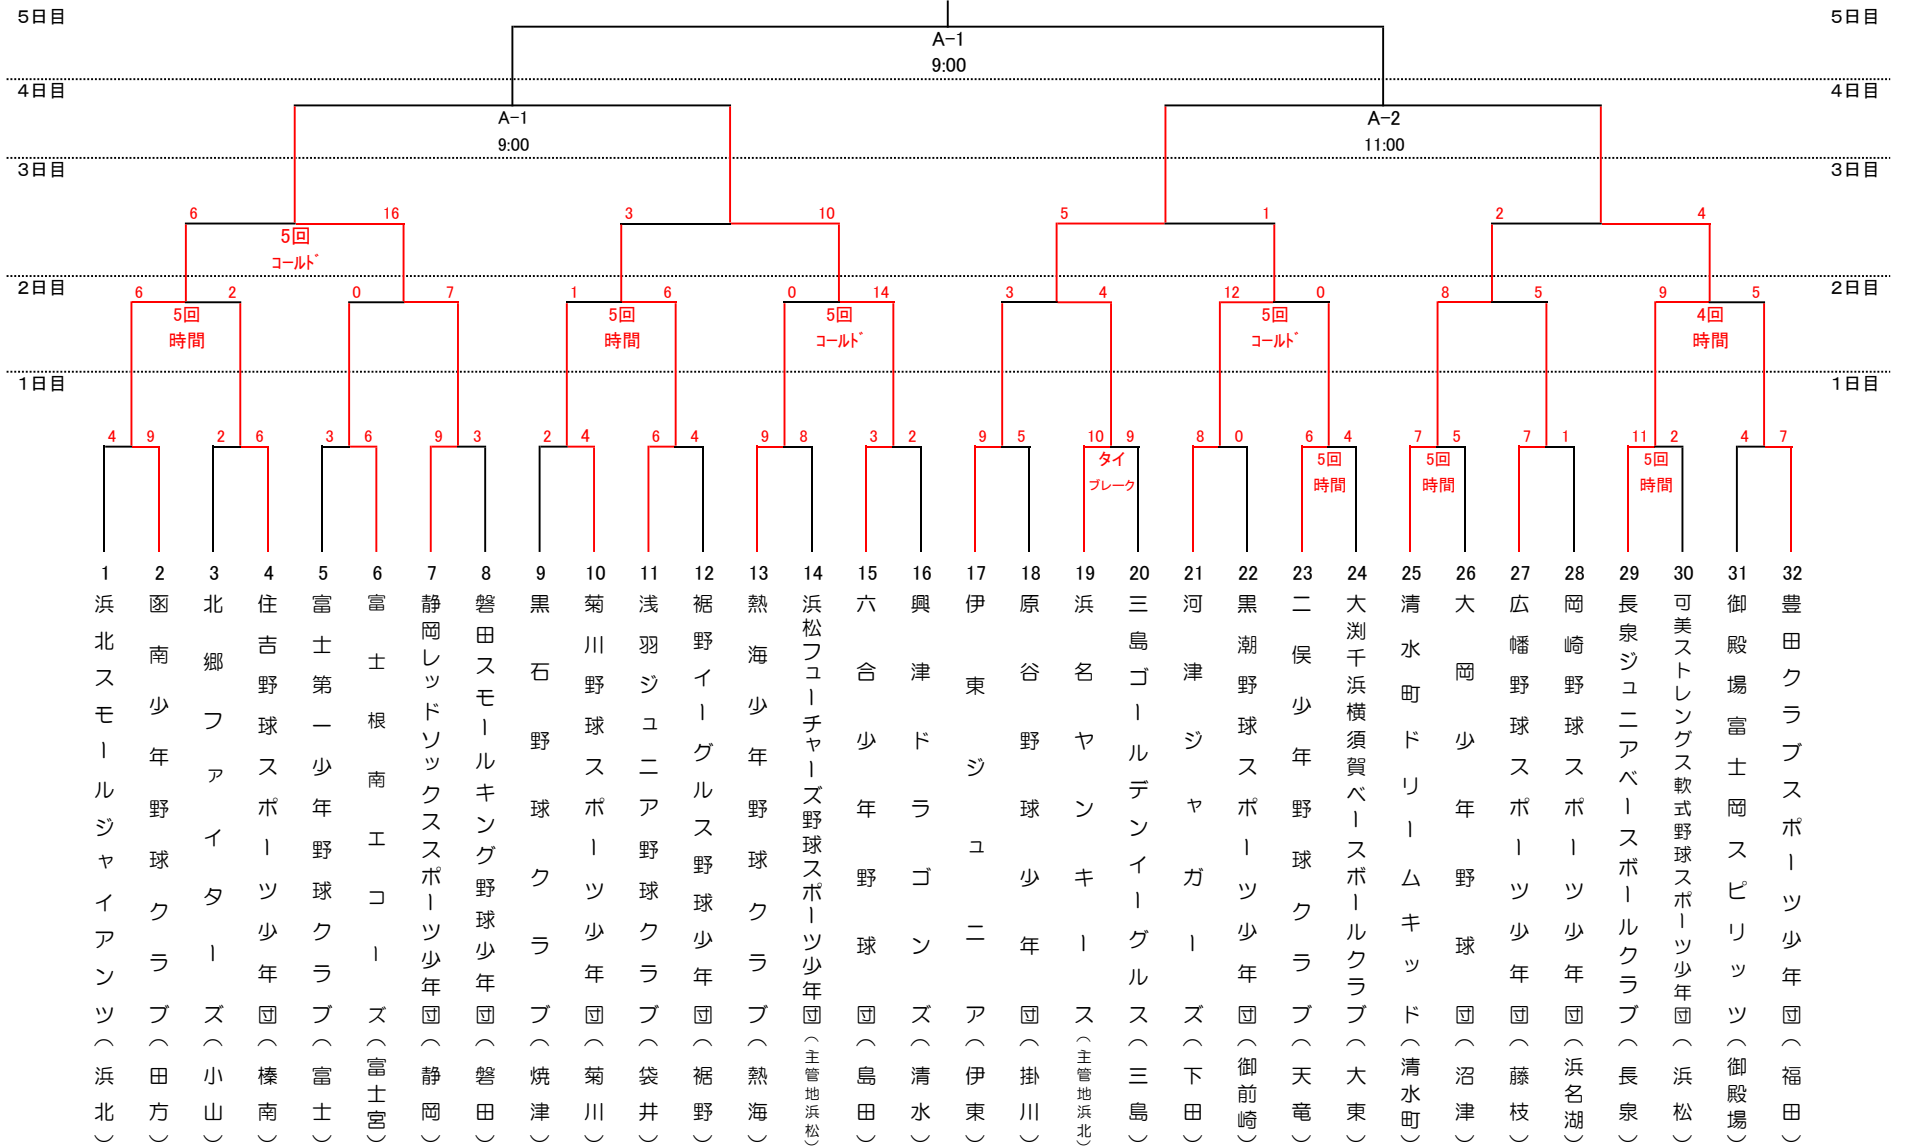 5日目 5日目
A-1
9:00
4日目 4日目
A-1 A-2
9:00 11:00
3日目 3日目
6 16 3 10 5 1 2 4
5回
コールド
2日目 2日目
6 2 0 7 1 6 0 14 3 4 12 0 8 5 9 5
5回 5回 5回 5回 4回
時間 時間 コールド コールド 時間
1日目 1日目
4 9 2 6 3 6 9 3 2 4 6 4 9 8 3 2 9 5 10 9 8 0 6 4 7 5 7 1 11 2 4 7
タイ 5回 5回 5回
ブレーク 時間 時間 時間
1 浜北スモールジャイアンツ(浜北)
2 函南少年野球クラブ(田方)
3 北郷ファイターズ(小山)
4 住吉野球スポーツ少年団(榛南)
5 富士第一少年野球クラブ(富士)
6 富士根南エコーズ(富士宮)
7 静岡レッドソックススポーツ少年団(静岡)
8 磐田スモールキング野球少年団(磐田)
9 黒石野球クラブ(焼津)
10 菊川野球スポーツ少年団(菊川)
11 浅羽ジュニア野球クラブ(袋井)
12 裾野イーグルス野球少年団(裾野)
13 熱海少年野球クラブ(熱海)
14 浜松フューチャーズ野球スポーツ少年団(主管地浜松)
15 六合少年野球団(島田)
16 興津ドラゴンズ(清水)
17 伊東ジュニア(伊東)
18 原谷野球少年団(掛川)
19 浜名ヤンキース(主管地浜北)
20 三島ゴールデンイーグルス(三島)
21 河津ジャガーズ(下田)
22 黒潮野球スポーツ少年団(御前崎)
23 二俣少年野球クラブ(天竜)
24 大渕千浜横須賀ベースボールクラブ(大東)
25 清水町ドリームキッド(清水町)
26 大岡少年野球団(沼津)
27 広幡野球スポーツ少年団(藤枝)
28 岡崎野球スポーツ少年団(浜名湖)
29 長泉ジュニアベースボールクラブ(長泉)
30 可美ストレングス軟式野球スポーツ少年団(浜松)
31 御殿場富士岡スピリッツ(御殿場)
32 豊田クラブスポーツ少年団(福田)